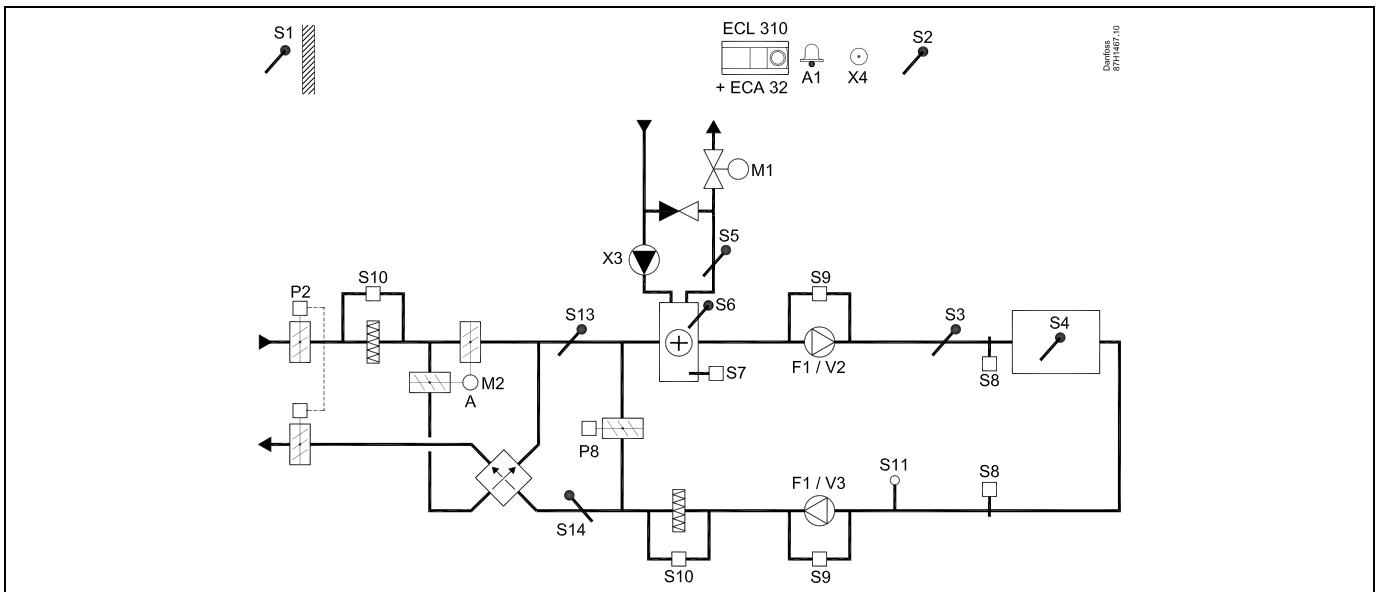 S1
ECL 310
+ ECA 32
A1
X4
S2
Danfoss
87H1467.10
M1
S5
X3
S10
P2
S13
S6
S9
S3
S4
F1 / V2
S7
S8
M2
A
P8
S11
F1 / V3
S8
S14
S10
S9